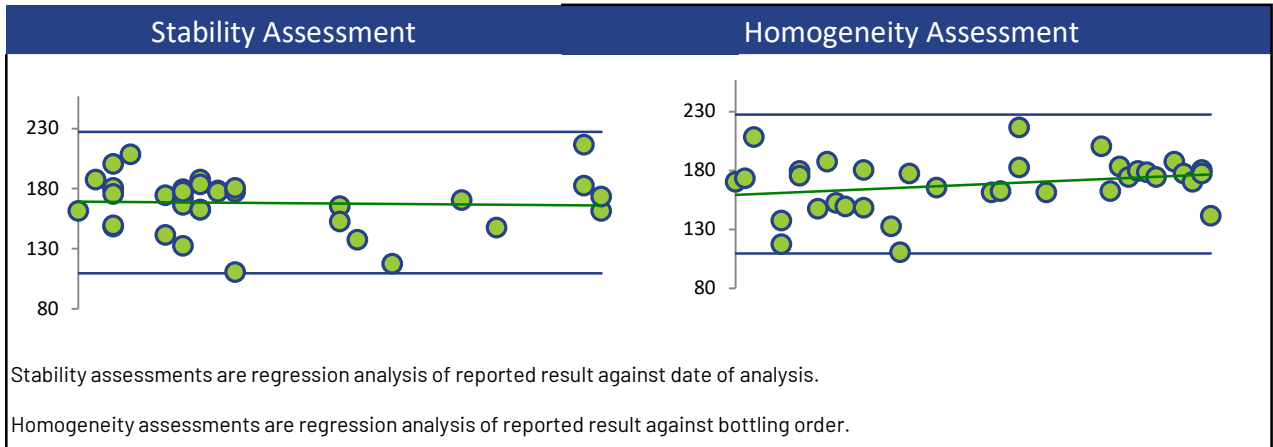 Stability Assessment
Homogeneity Assessment
230
180
130
80
230
180
130
80
Stability assessments are regression analysis of reported result against date of analysis.
Homogeneity assessments are regression analysis of reported result against bottling order.